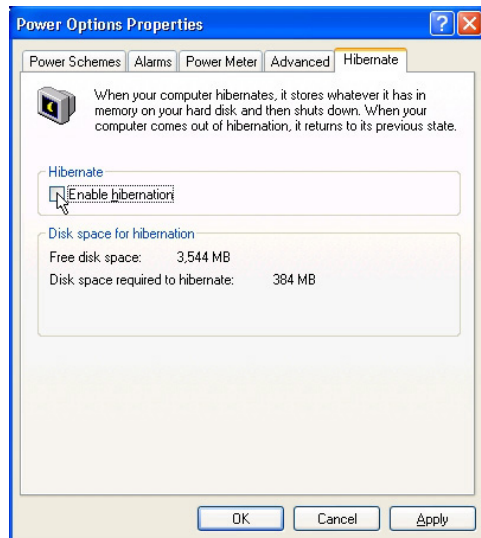 Power Options Properties
?
X
Power Schemes Alarms Power Meter Advanced Hibernate
When your computer hibernates, it stores whatever it has in
memory on your hard disk and then shuts down. When your
computer comes out of hibernation, it returns to its previous state.
Hibernate
Enable hibernation
Disk space for hibernation
Free disk space: 3,544 MB
Disk space required to hibernate: 384 MB
OK Cancel Apply